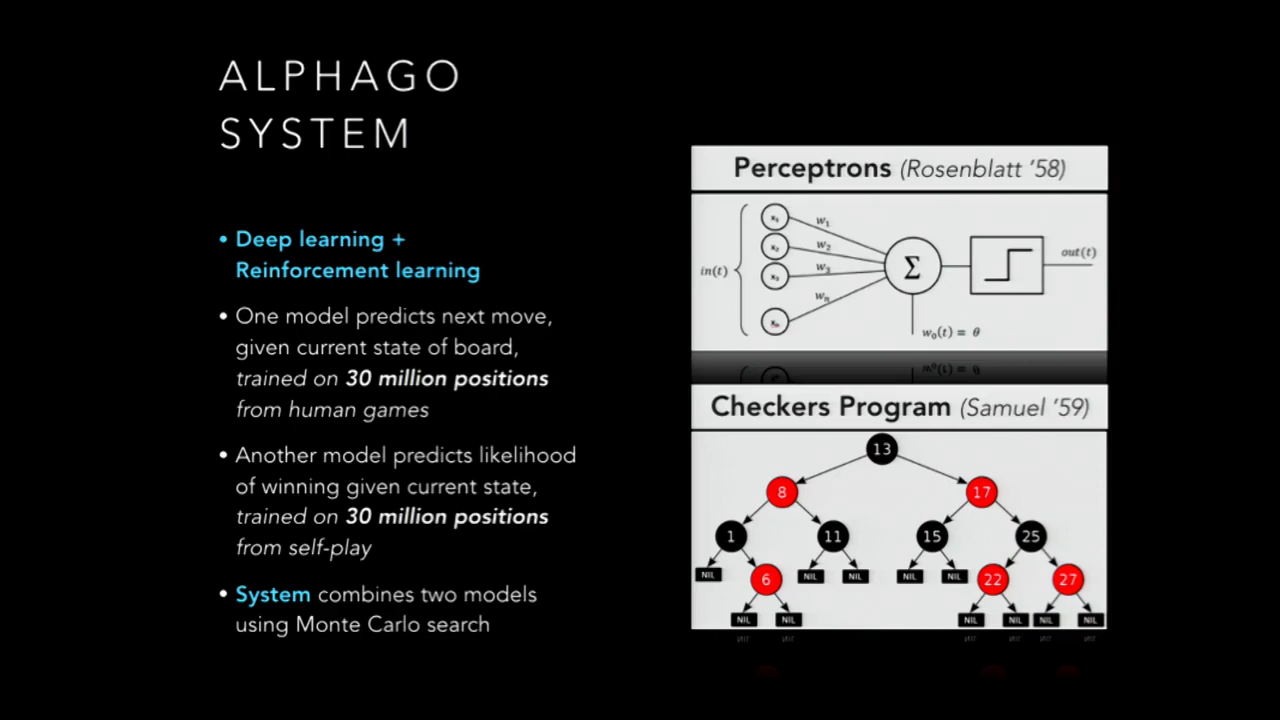 ALPHAGO
SYSTEM
• Deep learning +
Reinforcement learning
• One model predicts next move,
given current state of board,
trained on 30 million positions
from human games
• Another model predicts likelihood
of winning given current state,
trained on 30 million positions
from self-play
• System combines two models
using Monte Carlo search
Perceptrons (Rosenblatt '58)
in(t)
x₁
x₂
x₃
w₁
w₂
w₃
wₙ
Σ
out(t)
w₀(t) = θ
Checkers Program (Samuel '59)
13
8 17
1 11 15 25
NIL 6 NIL NIL NIL NIL 22 27
NIL NIL NIL NIL NIL NIL